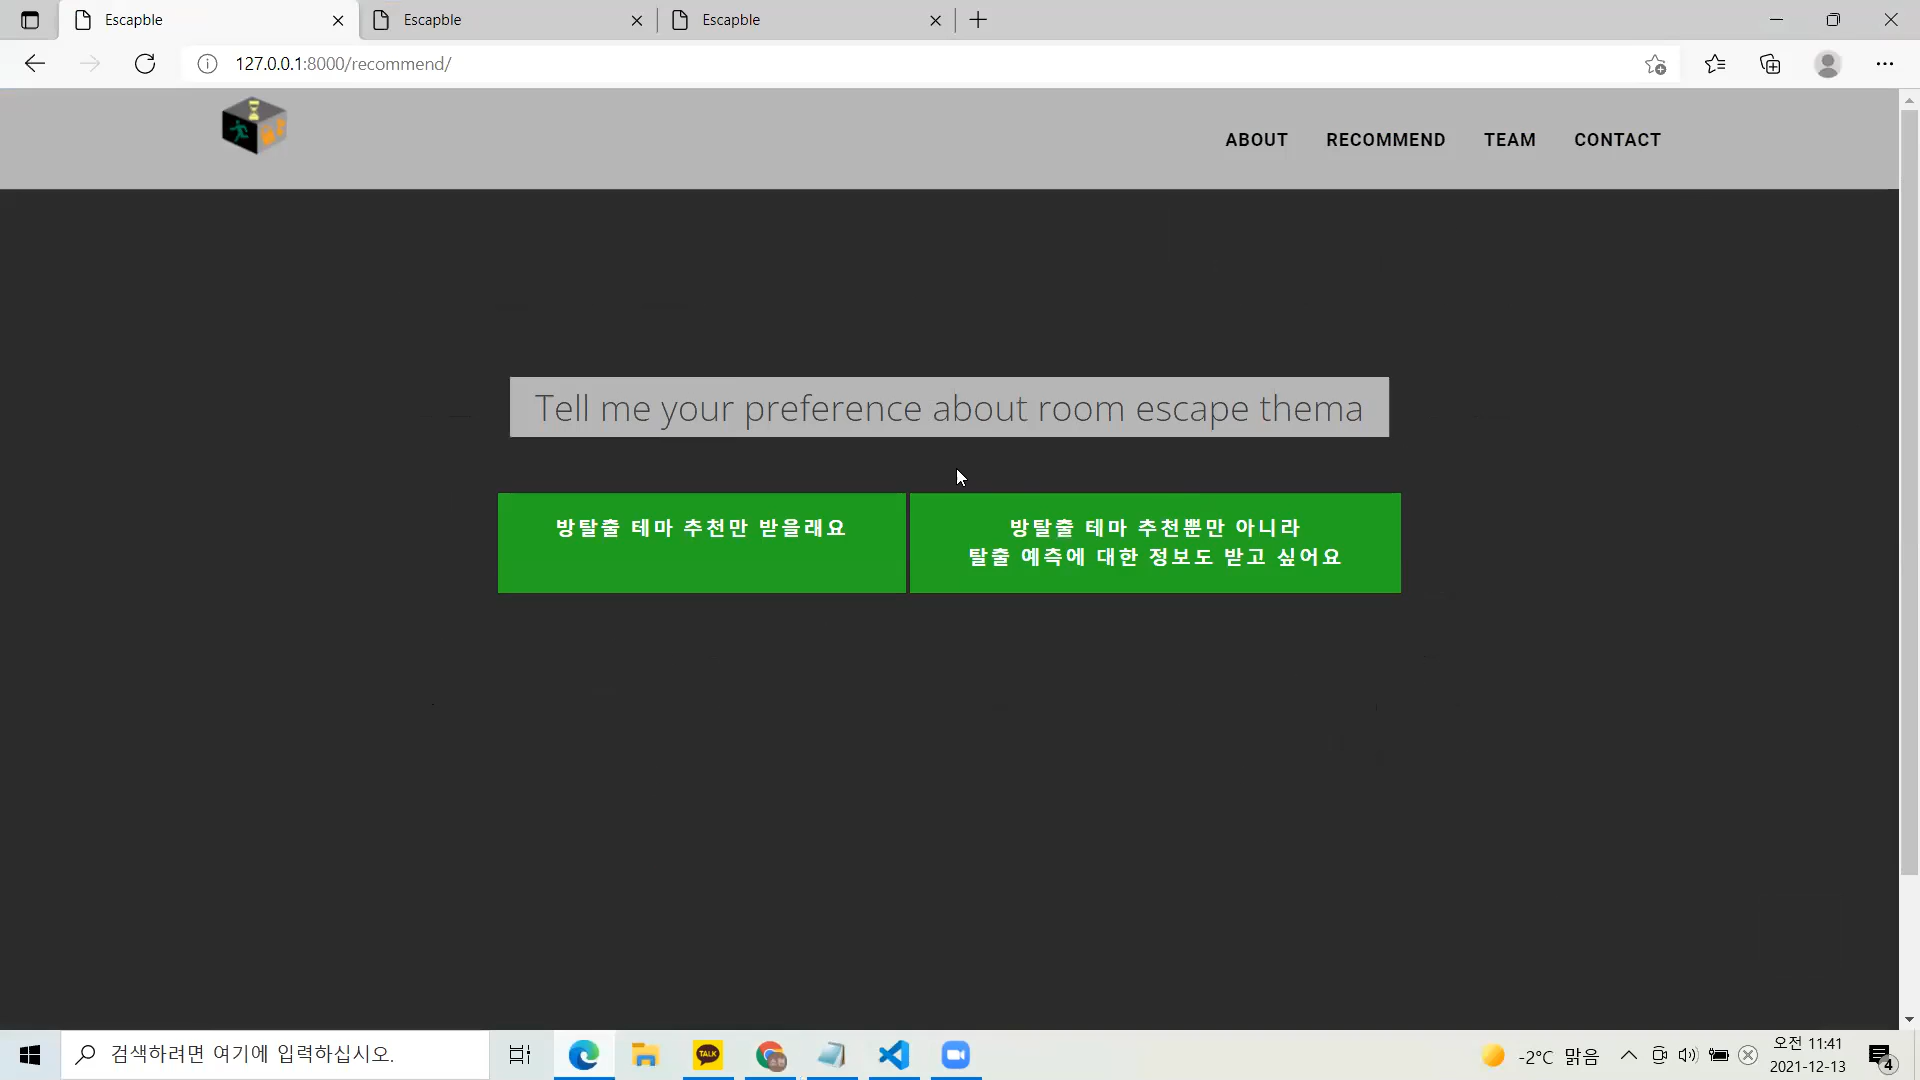 Escapble
Escapble
Escapble
127.0.0.1:8000/recommend/
ABOUT RECOMMEND TEAM CONTACT
Tell me your preference about room escape thema
방탈출 테마 추천만 받을래요
방탈출 테마 추천뿐만 아니라
탈출 예측에 대한 정보도 받고 싶어요
검색하려면 여기에 입력하십시오.
TALK
-2°C 맑음
오전 11:41
2021-12-13
4